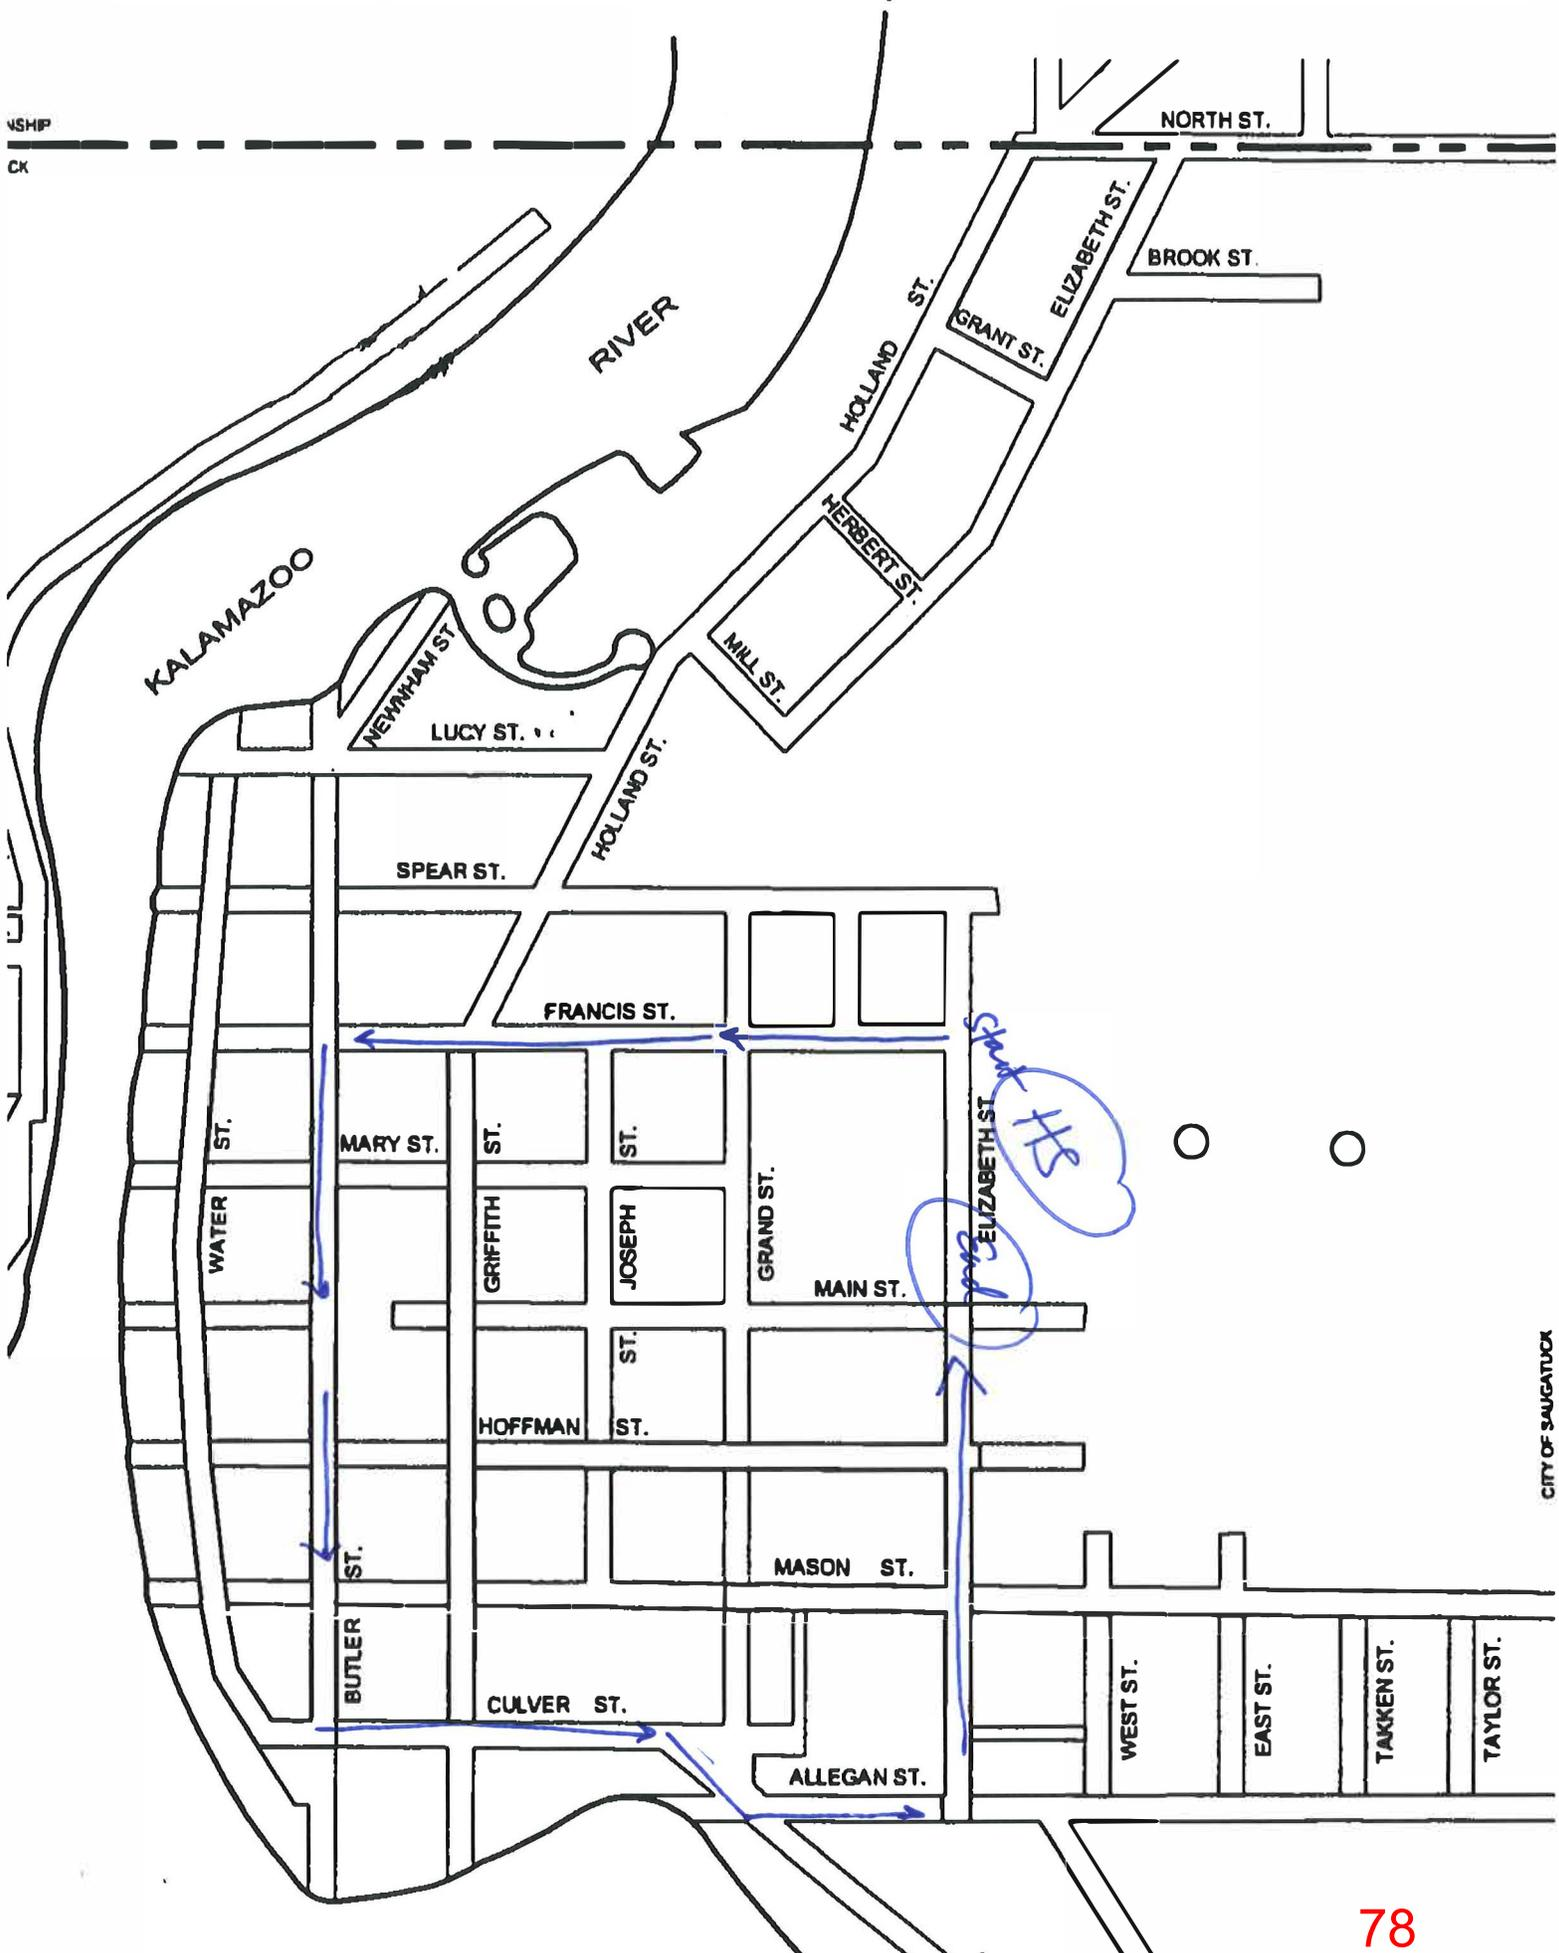 NSHIP
CK
NORTH ST.
ELIZABETH ST.
BROOK ST.
RIVER
HOLLAND ST.
GRANT ST.
HERBERT ST.
KALAMAZOO
MILL ST.
NEWNHAM ST
LUCY ST.
HOLLAND ST.
SPEAR ST.
FRANCIS ST.
Start
HS
ELIZABETH ST
WATER ST.
MARY ST.
GRIFFITH ST.
JOSEPH ST.
GRAND ST.
End
MAIN ST.
ST.
HOFFMAN ST.
CITY OF SAUGATUCK
MASON ST.
BUTLER ST.
CULVER ST.
WEST ST.
EAST ST.
TAKKEN ST.
TAYLOR ST.
ALLEGAN ST.
78